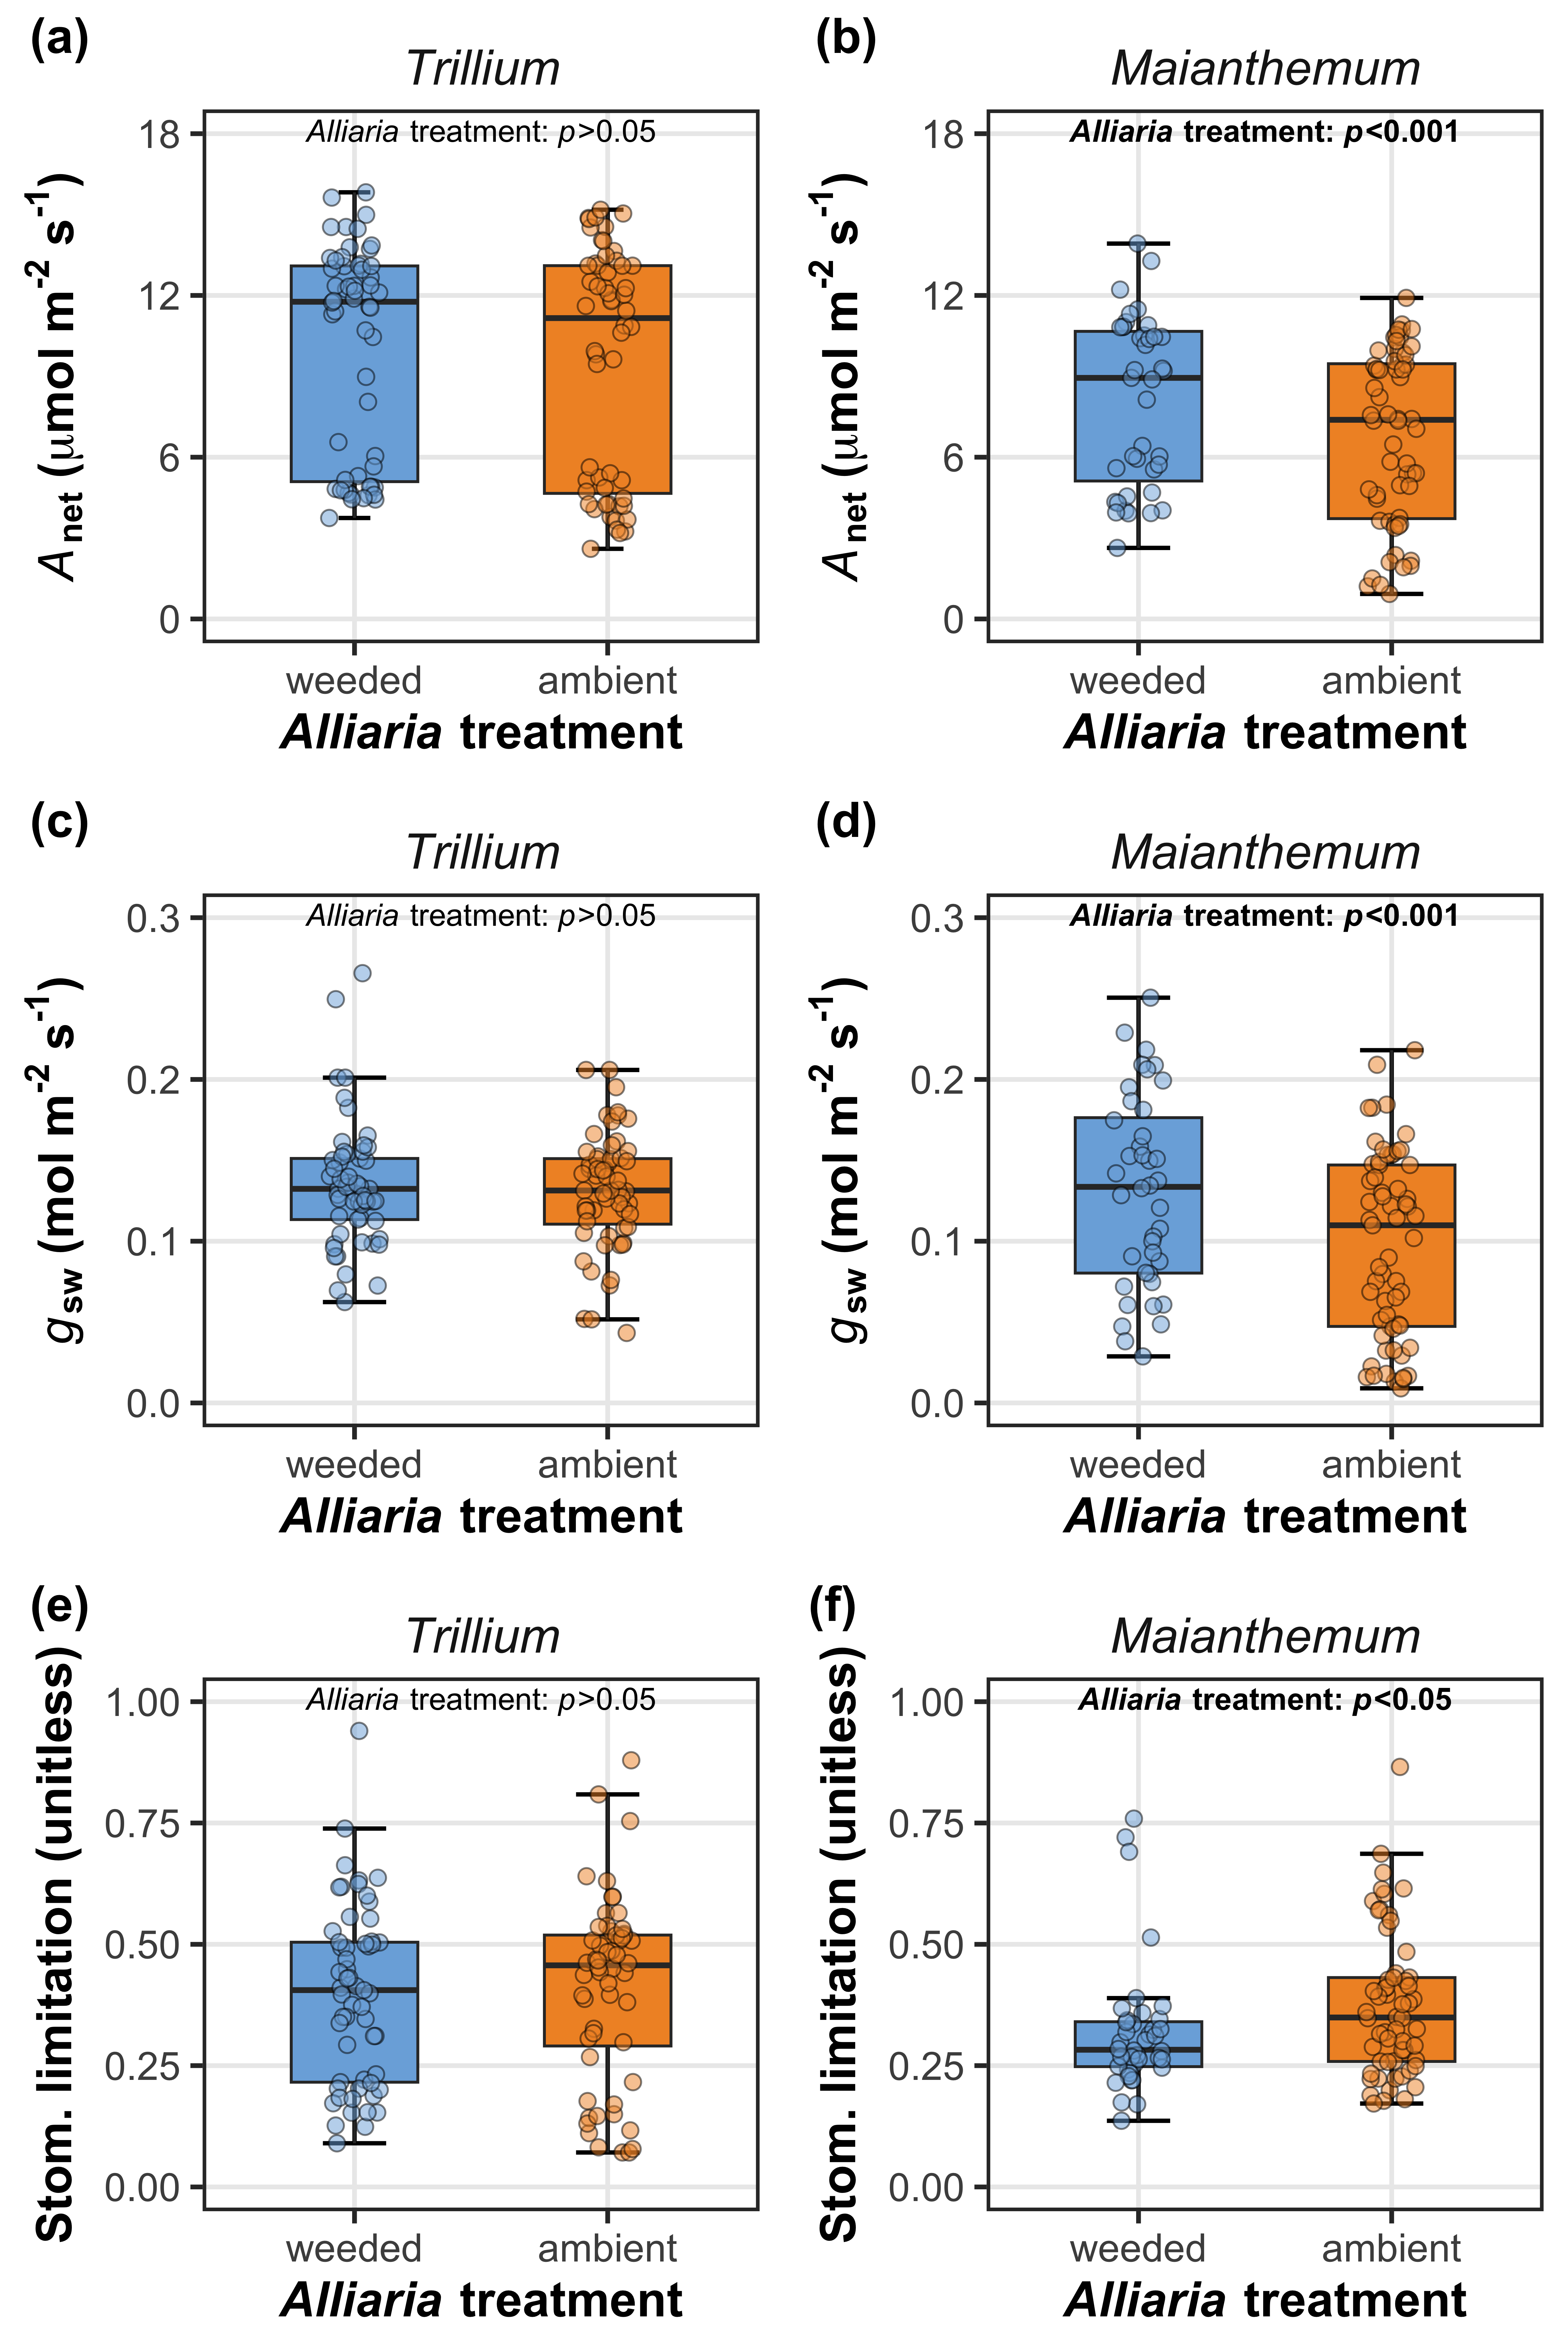 (a)
Trillium
Alliaria treatment: p>0.05
Anet (μmol m-2 s-1)
18
12
6
0
weeded ambient
Alliaria treatment
(b)
Maianthemum
Alliaria treatment: p<0.001
Anet (μmol m-2 s-1)
18
12
6
0
weeded ambient
Alliaria treatment
(c)
Trillium
Alliaria treatment: p>0.05
gsw (mol m-2 s-1)
0.3
0.2
0.1
0.0
weeded ambient
Alliaria treatment
(d)
Maianthemum
Alliaria treatment: p<0.001
gsw (mol m-2 s-1)
0.3
0.2
0.1
0.0
weeded ambient
Alliaria treatment
(e)
Trillium
Alliaria treatment: p>0.05
Stom. limitation (unitless)
1.00
0.75
0.50
0.25
0.00
weeded ambient
Alliaria treatment
(f)
Maianthemum
Alliaria treatment: p<0.05
Stom. limitation (unitless)
1.00
0.75
0.50
0.25
0.00
weeded ambient
Alliaria treatment